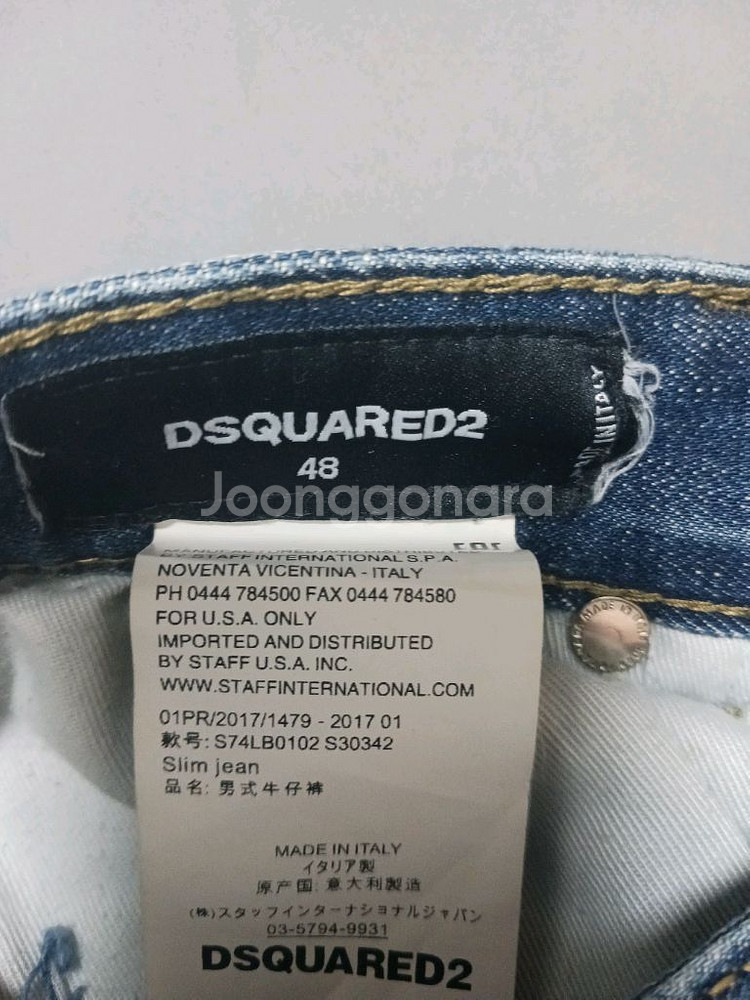 DSQUARED2
48
IN ITALY
Joonggonara
BY STAFF INTERNATIONAL S.P.A.
NOVENTA VICENTINA - ITALY
PH 0444 784500 FAX 0444 784580
FOR U.S.A. ONLY
IMPORTED AND DISTRIBUTED
BY STAFF U.S.A. INC.
WWW.STAFFINTERNATIONAL.COM
01PR/2017/1479 - 2017 01
款号: S74LB0102 S30342
Slim jean
品名: 男式牛仔裤
MADE IN ITALY
イタリア製
原产国: 意大利製造
(株)スタッフインターナショナルジャパン
03-5794-9931
DSQUARED2